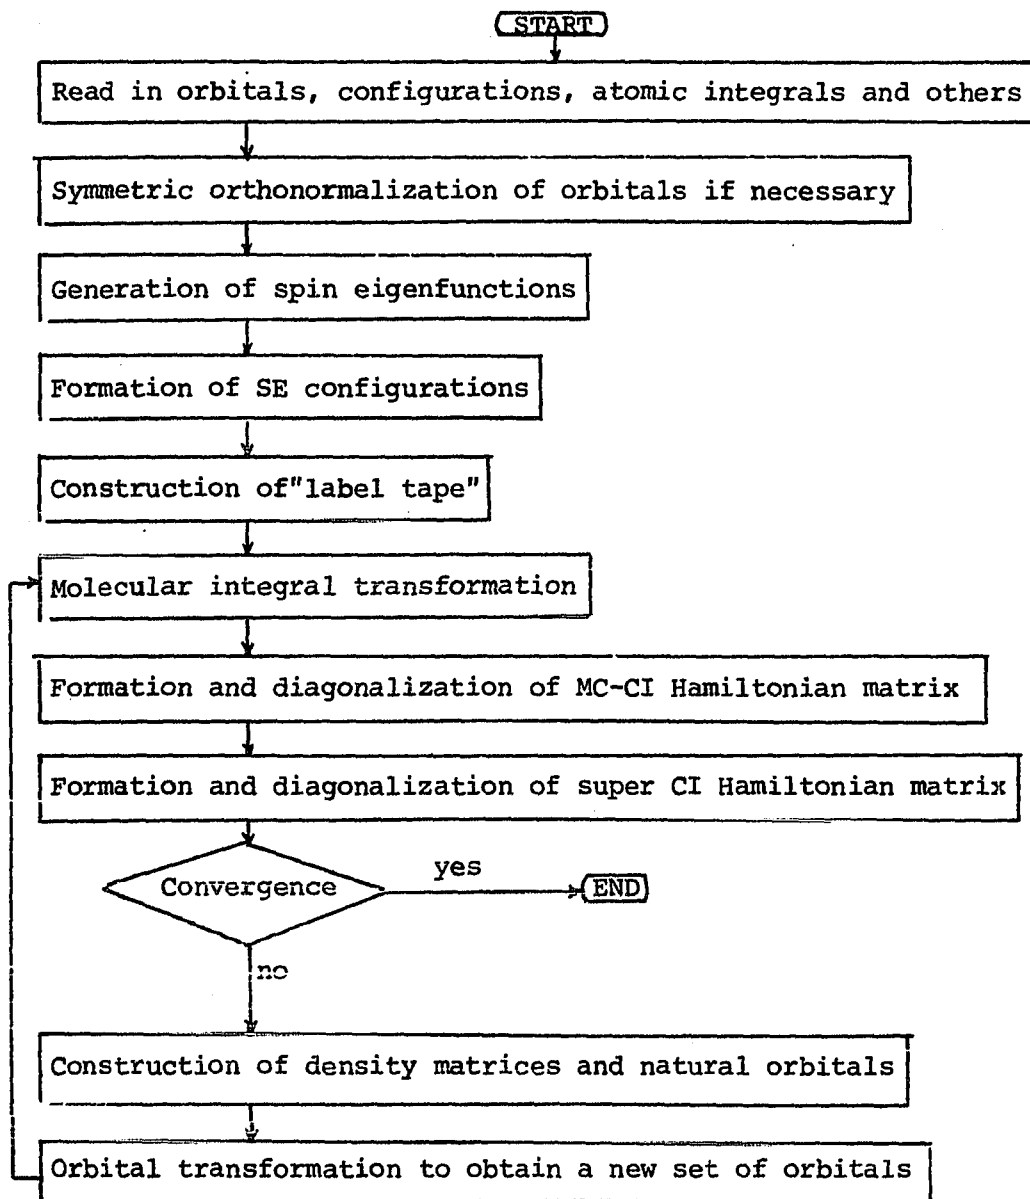 START
Read in orbitals, configurations, atomic integrals and others
Symmetric orthonormalization of orbitals if necessary
Generation of spin eigenfunctions
Formation of SE configurations
Construction of"label tape"
Molecular integral transformation
Formation and diagonalization of MC-CI Hamiltonian matrix
Formation and diagonalization of super CI Hamiltonian matrix
Convergence
yes
END
no
Construction of density matrices and natural orbitals
Orbital transformation to obtain a new set of orbitals